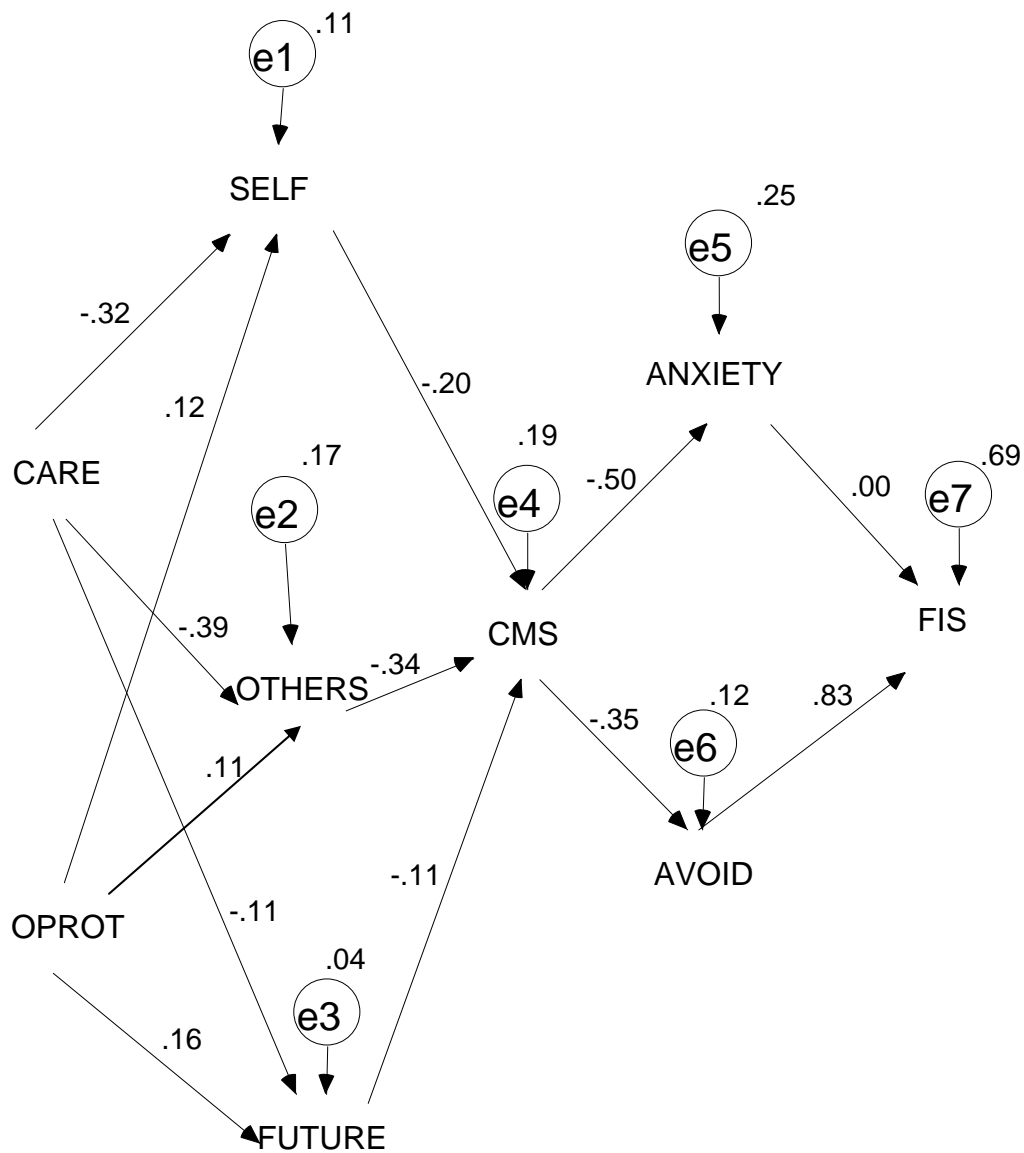 .11
e1
SELF
.25
e5
-.32
ANXIETY
-.20
.12
.19
.17
.69
CARE
-.50
e4
.00
e7
e2
FIS
-.39
CMS
-.34
OTHERS
.12
-.35
.83
e6
.11
-.11
AVOID
OPROT
-.11
.04
e3
.16
FUTURE